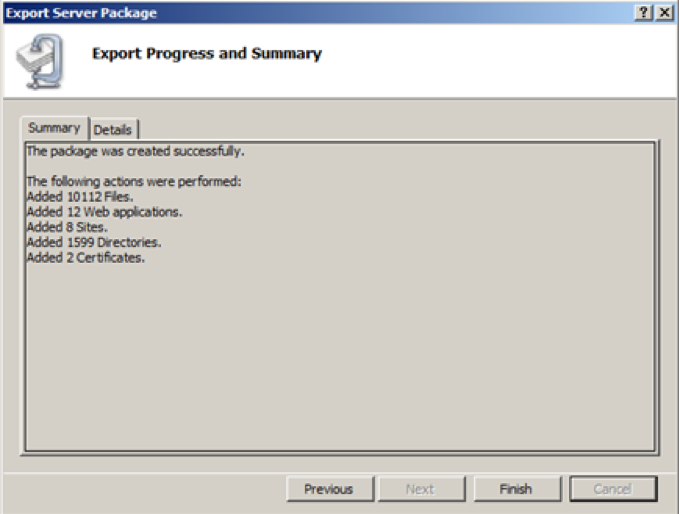 Export Server Package
Export Progress and Summary
Summary
Details
The package was created successfully.
The following actions were performed:
Added 10112 Files.
Added 12 Web applications.
Added 8 Sites.
Added 1599 Directories.
Added 2 Certificates.
Previous
Next
Finish
Cancel